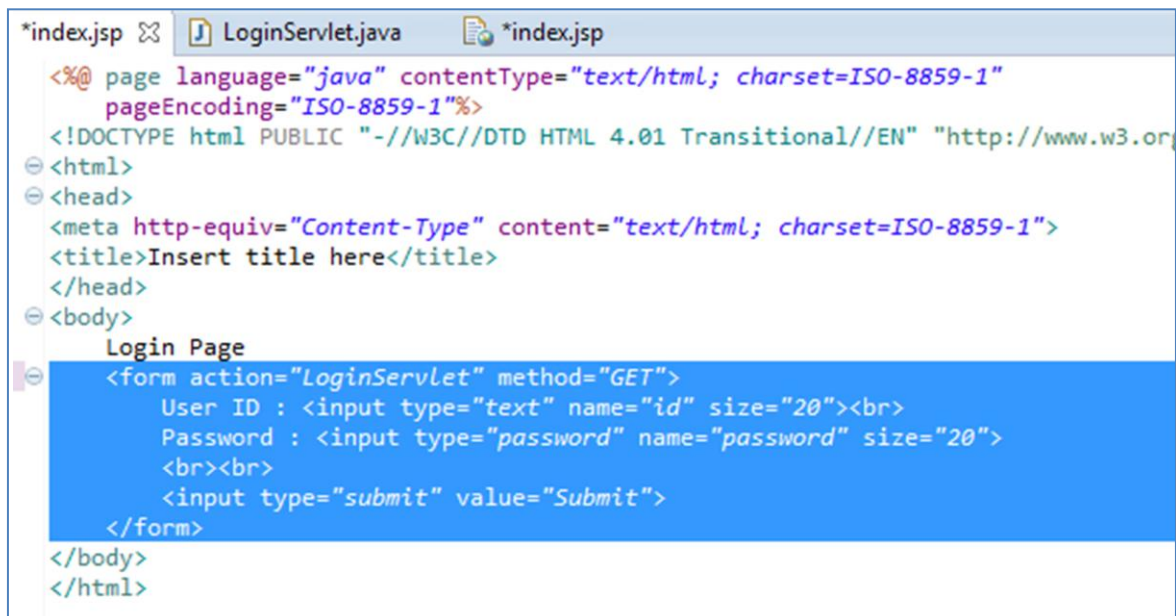 *index.jsp LoginServlet.java *index.jsp
<%@ page language="java" contentType="text/html; charset=ISO-8859-1"
pageEncoding="ISO-8859-1"%>
<!DOCTYPE html PUBLIC "-//W3C//DTD HTML 4.01 Transitional//EN" "http://www.w3.org
<html>
<head>
<meta http-equiv="Content-Type" content="text/html; charset=ISO-8859-1">
<title>Insert title here</title>
</head>
<body>
Login Page
<form action="LoginServlet" method="GET">
User ID : <input type="text" name="id" size="20"><br>
Password : <input type="password" name="password" size="20">
<br><br>
<input type="submit" value="Submit">
</form>
</body>
</html>